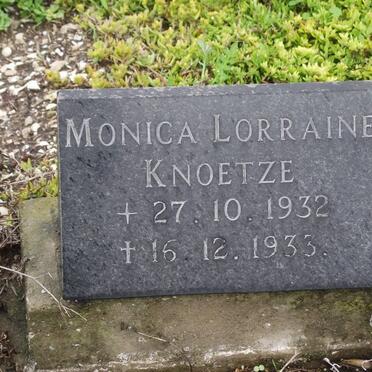 MONICA LORRAINE
KNOETZE
+ 27.10.1932
† 16.12.1933.